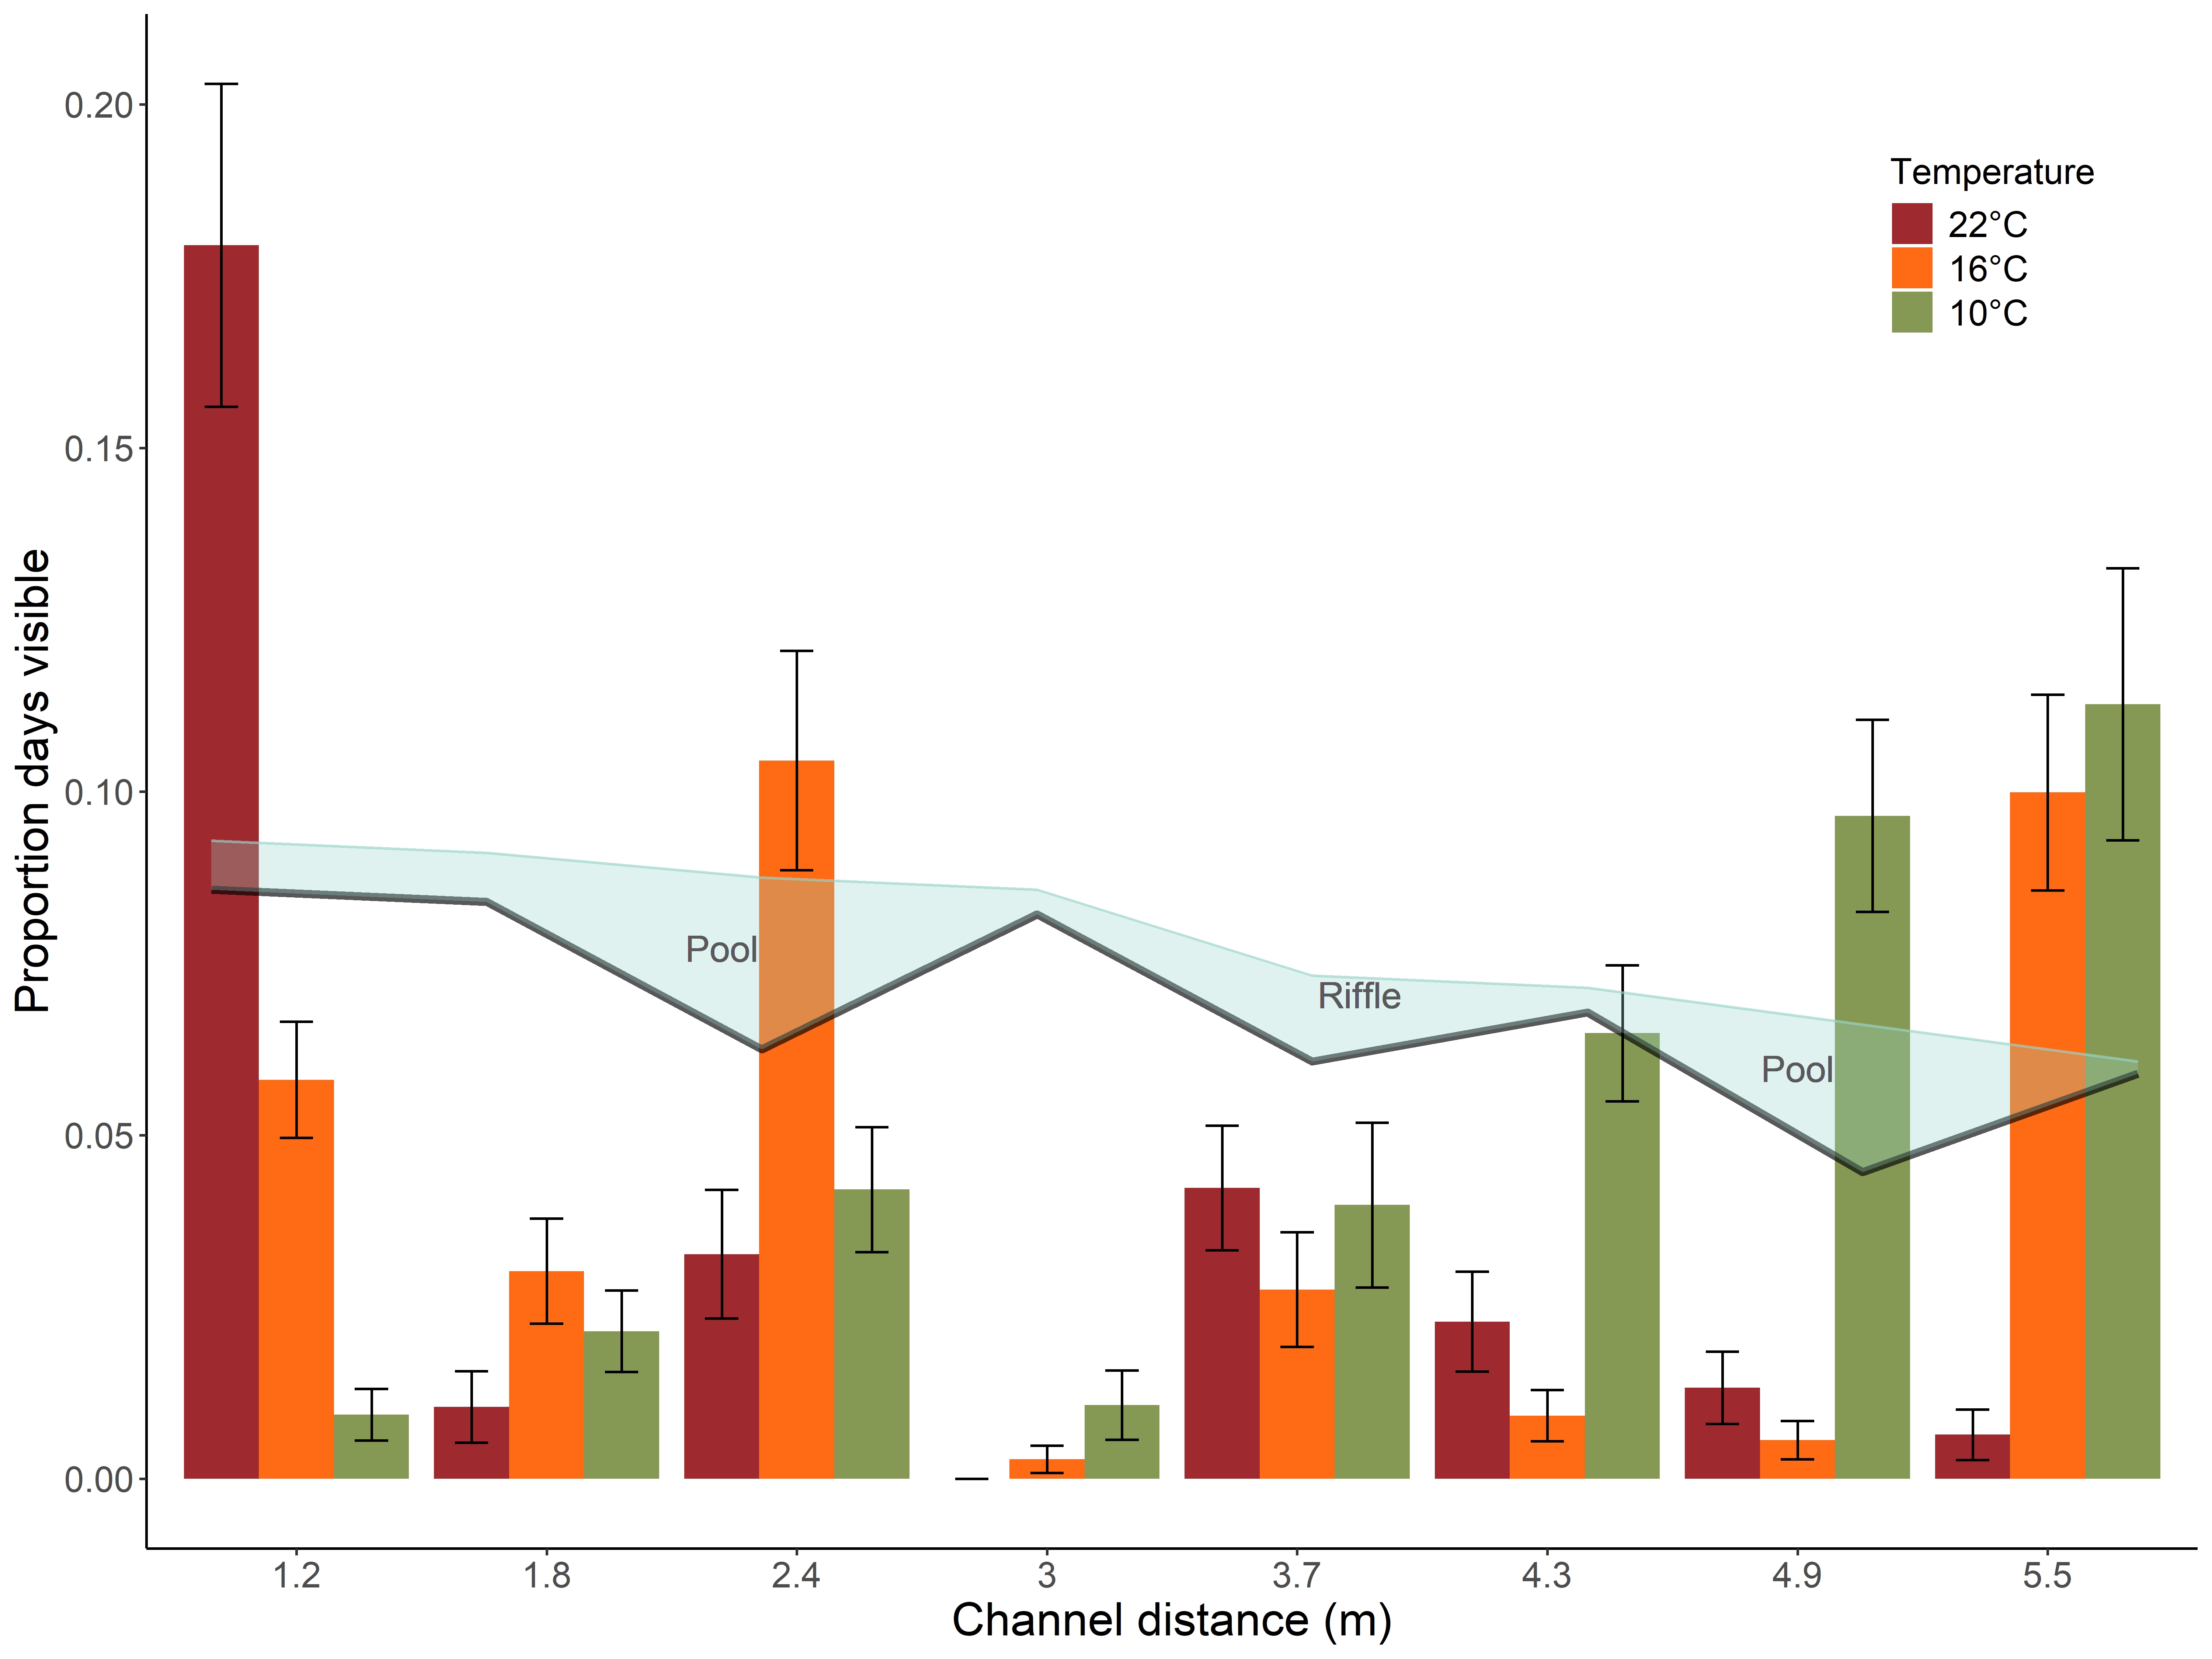 Proportion days visible
0.20
0.15
0.10
0.05
0.00
Temperature
22°C
16°C
10°C
Pool
Riffle
Pool
1.2 1.8 2.4 3 3.7 4.3 4.9 5.5
Channel distance (m)